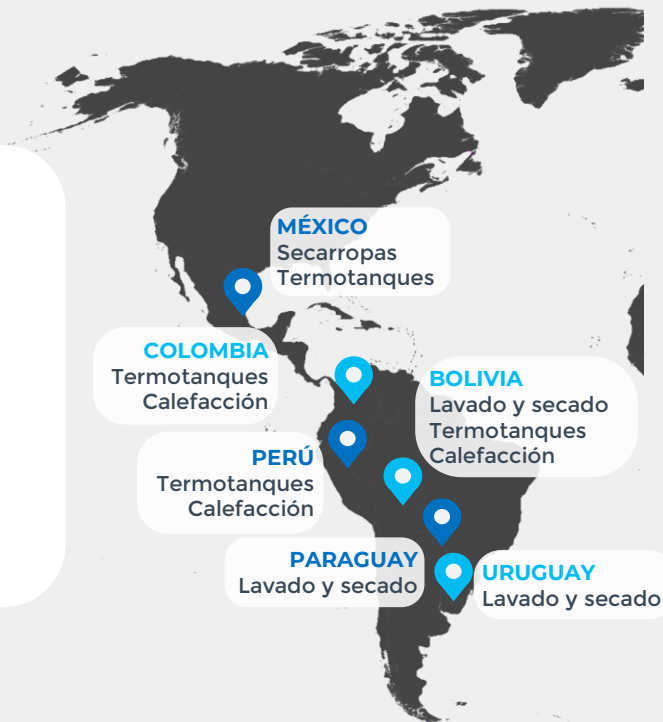 MÉXICO
Secarropas
Termotanques
COLOMBIA
Termotanques
Calefacción
BOLIVIA
Lavado y secado
Termotanques
Calefacción
PERÚ
Termotanques
Calefacción
PARAGUAY
Lavado y secado
URUGUAY
Lavado y secado